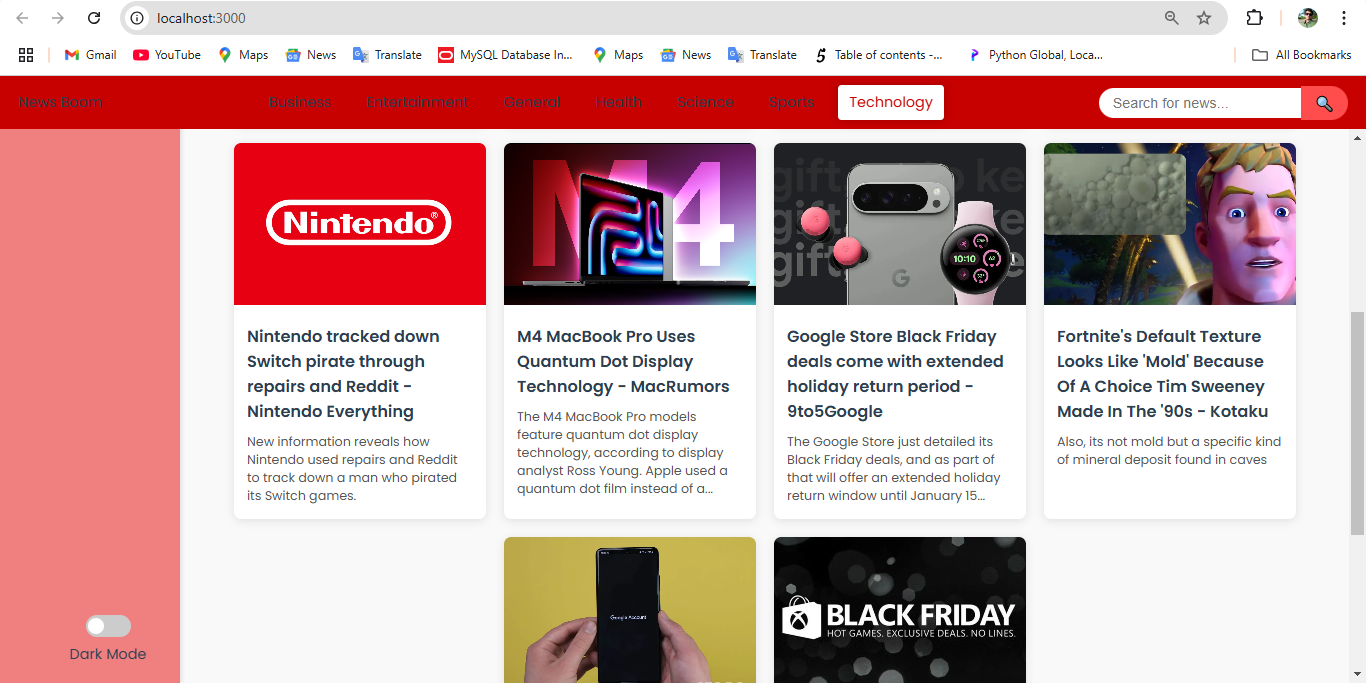 localhost:3000
Gmail YouTube Maps News Translate MySQL Database In... Maps News Translate Table of contents -... Python Global, Loca... All Bookmarks
News Boom Business Entertainment General Health Science Sports Technology Search for news...
Nintendo®
M4
gift
gift
gift
ke
G
10:10
Nintendo tracked down
Switch pirate through
repairs and Reddit -
Nintendo Everything
New information reveals how
Nintendo used repairs and Reddit
to track down a man who pirated
its Switch games.
M4 MacBook Pro Uses
Quantum Dot Display
Technology - MacRumors
The M4 MacBook Pro models
feature quantum dot display
technology, according to display
analyst Ross Young. Apple used a
quantum dot film instead of a...
Google Store Black Friday
deals come with extended
holiday return period -
9to5Google
The Google Store just detailed its
Black Friday deals, and as part of
that will offer an extended holiday
return window until January 15...
Fortnite's Default Texture
Looks Like 'Mold' Because
Of A Choice Tim Sweeney
Made In The '90s - Kotaku
Also, its not mold but a specific kind
of mineral deposit found in caves
Google Account
BLACK FRIDAY
HOT GAMES. EXCLUSIVE DEALS. NO LINES.
Dark Mode